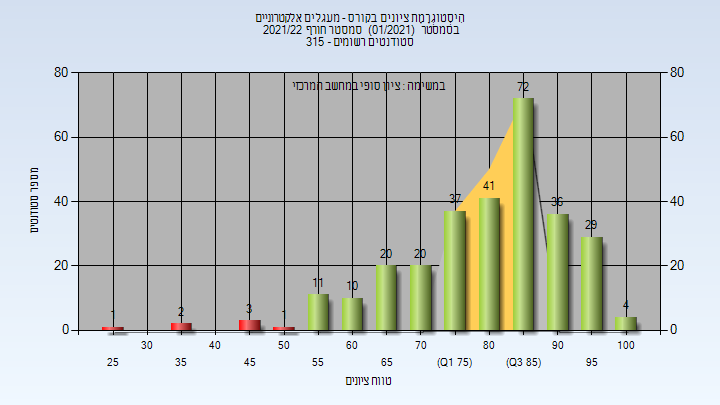 הִיסְטוֹגְרַמָּת ציונים בקורס - מעגלים אלקטרוניים
בסמסטר (01/2021) סמסטר חורף 2021/22
סטודנטים רשומים - 315
במשימה : ציון סופי במחשב המרכזי
80 80
60 60
40 40
20 20
0 0
מספר סטודנטים
1 2 3 1 11 10 20 20 37 41 72 36 29 4
30 40 50 60 70 80 90 100
25 35 45 55 65 (Q1 75) (Q3 85) 95
טווח ציונים